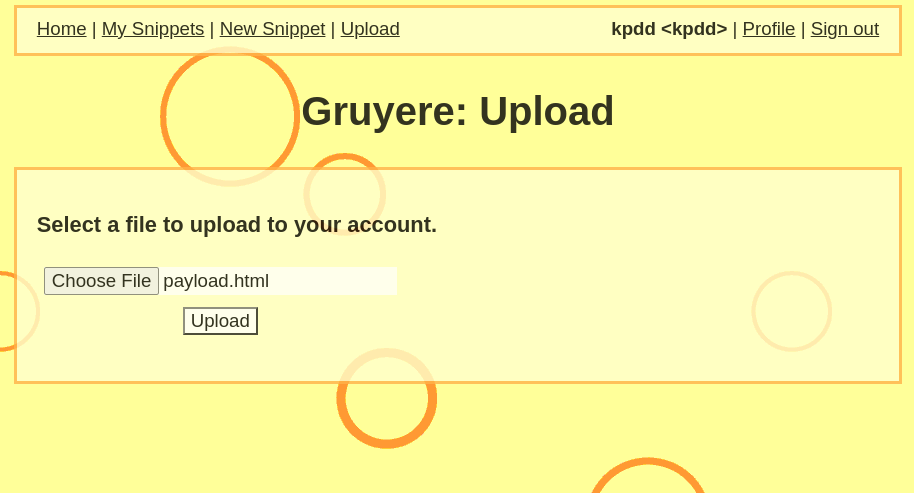 Home | My Snippets | New Snippet | Upload kpdd <kpdd> | Profile | Sign out
Gruyere: Upload
Select a file to upload to your account.
Choose File payload.html
Upload